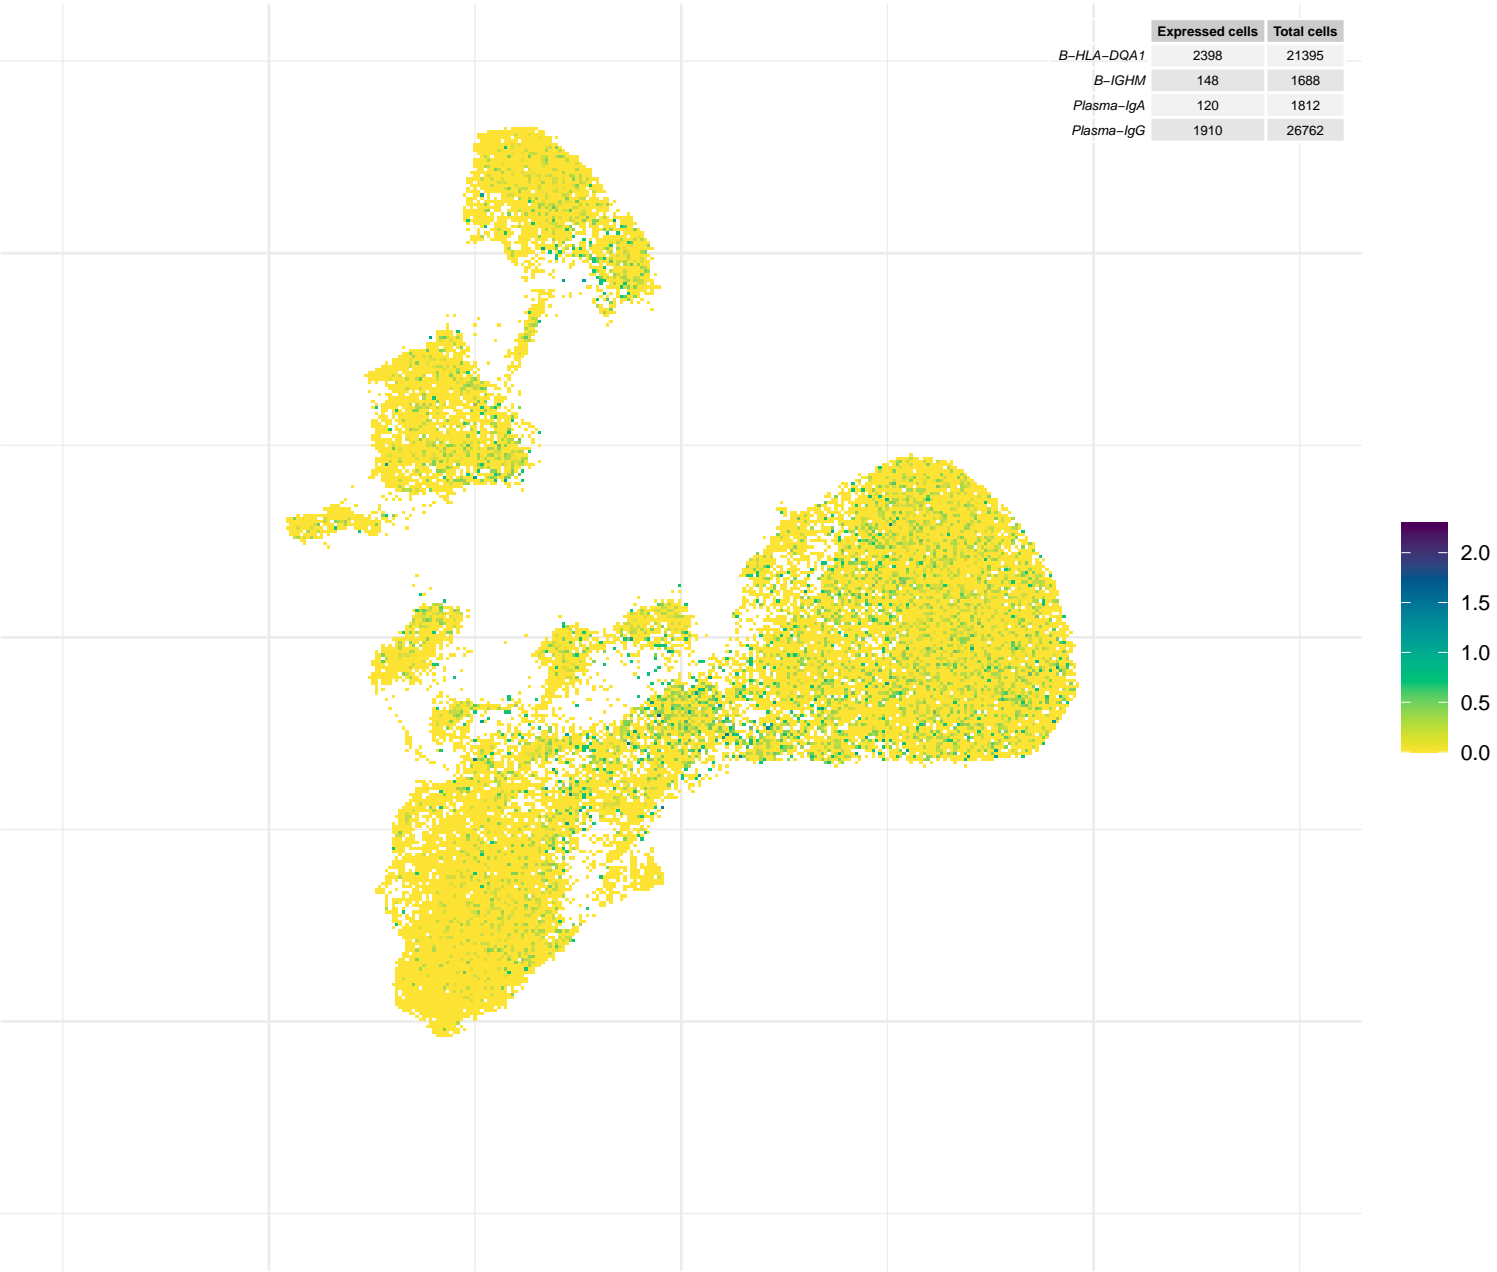 Expressed cells Total cells
B-HLA-DQA1 2398 21395
B-IGHM 148 1688
Plasma-IgA 120 1812
Plasma-IgG 1910 26762
2.0
1.5
1.0
0.5
0.0